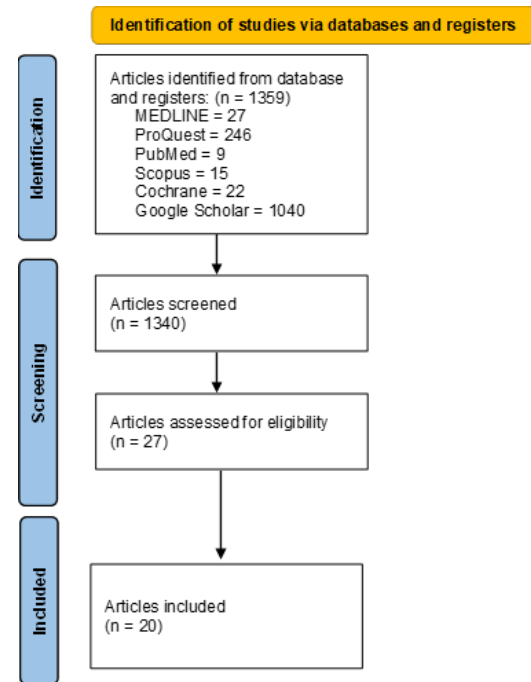 Identification of studies via databases and registers
Identification
Articles identified from database
and registers: (n = 1359)
MEDLINE = 27
ProQuest = 246
PubMed = 9
Scopus = 15
Cochrane = 22
Google Scholar = 1040
Screening
Articles screened
(n = 1340)
Articles assessed for eligibility
(n = 27)
Included
Articles included
(n = 20)